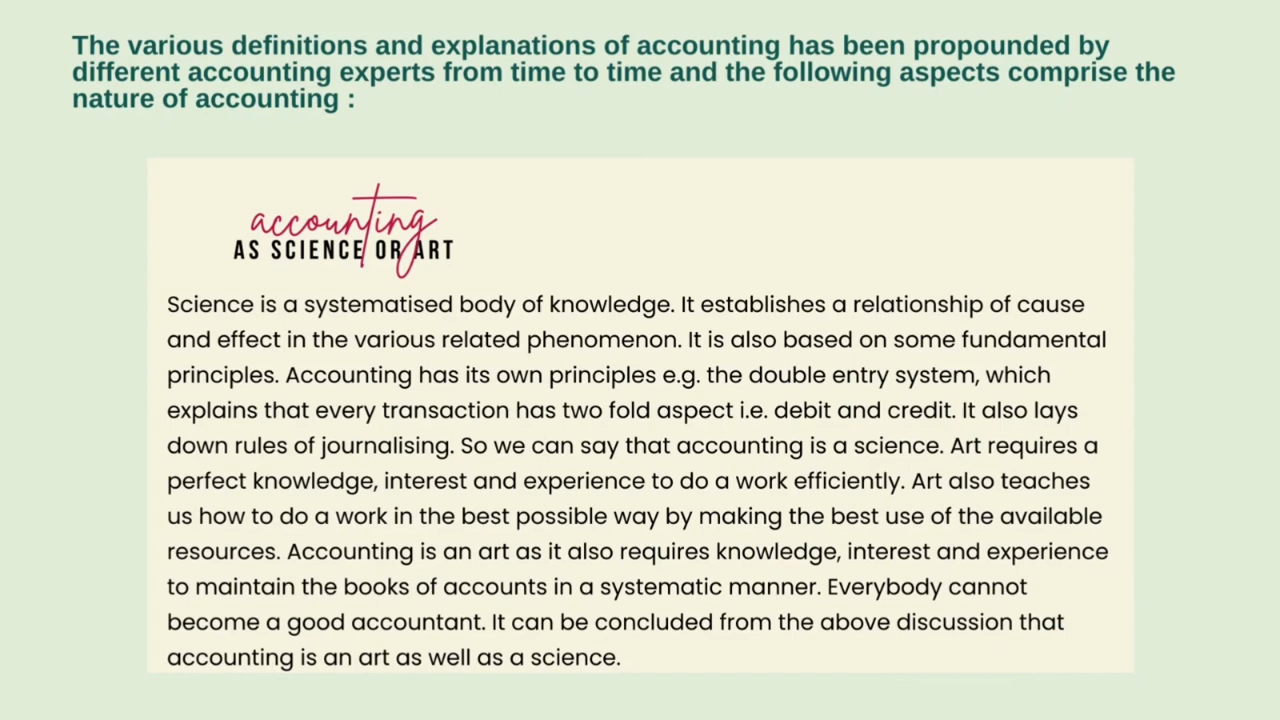 The various definitions and explanations of accounting has been propounded by
different accounting experts from time to time and the following aspects comprise the
nature of accounting :
accounting
AS SCIENCE OR ART
Science is a systematised body of knowledge. It establishes a relationship of cause
and effect in the various related phenomenon. It is also based on some fundamental
principles. Accounting has its own principles e.g. the double entry system, which
explains that every transaction has two fold aspect i.e. debit and credit. It also lays
down rules of journalising. So we can say that accounting is a science. Art requires a
perfect knowledge, interest and experience to do a work efficiently. Art also teaches
us how to do a work in the best possible way by making the best use of the available
resources. Accounting is an art as it also requires knowledge, interest and experience
to maintain the books of accounts in a systematic manner. Everybody cannot
become a good accountant. It can be concluded from the above discussion that
accounting is an art as well as a science.